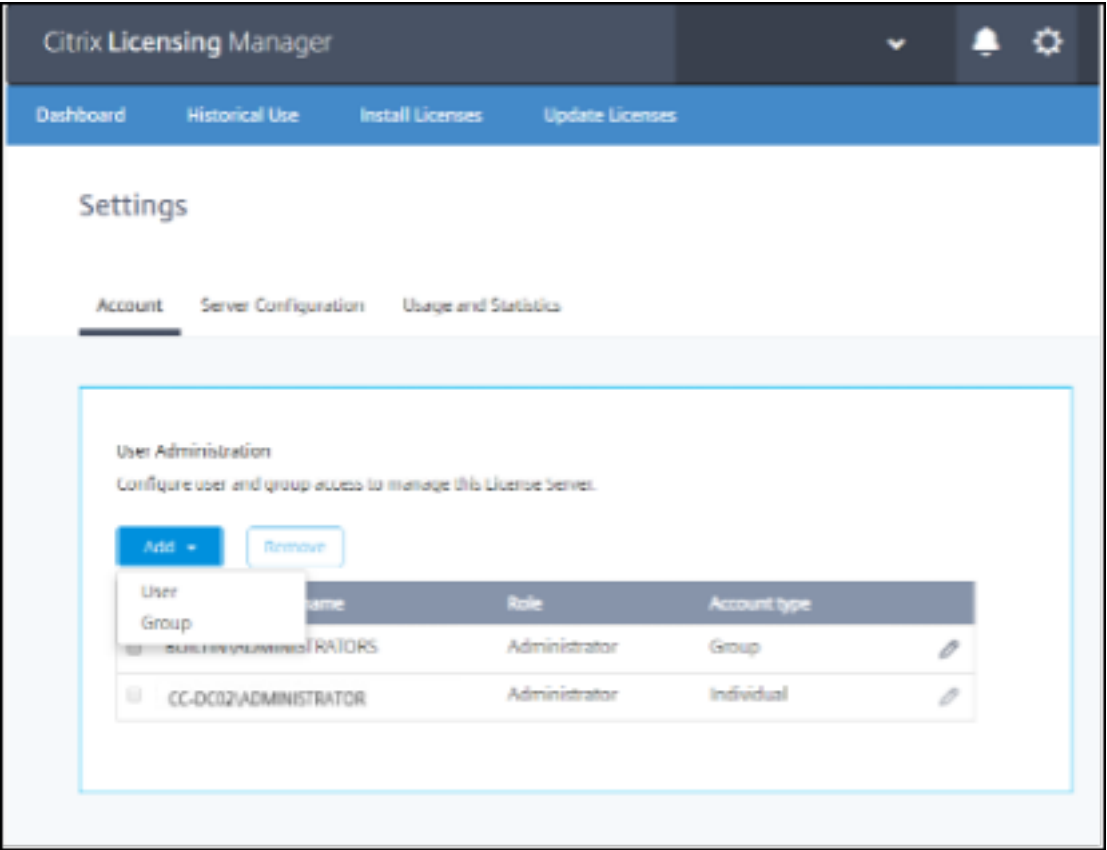 Citrix Licensing Manager
Dashboard Historical Use Install Licenses Update Licenses
Settings
Account Server Configuration Usage and Statistics
User Administration
Configure user and group access to manage this License Server.
Add Remove
User
Group
name Role Account type
BUILTIN\ADMINISTRATORS Administrator Group
CC-DC02\ADMINISTRATOR Administrator Individual